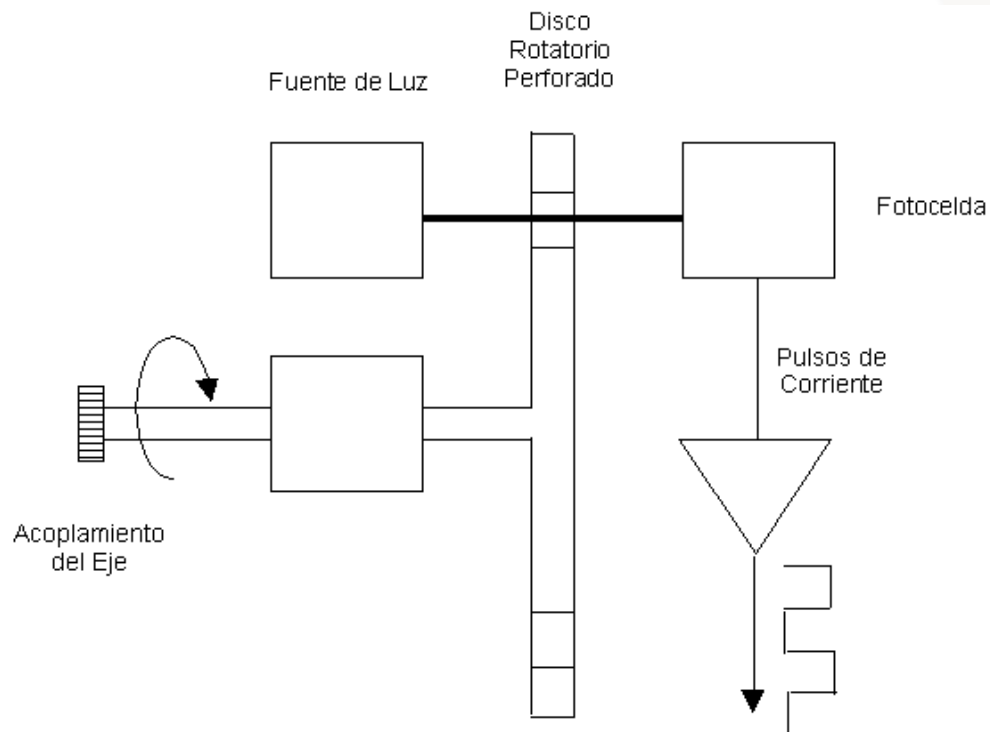 Disco
Rotatorio
Perforado
Fuente de Luz
Fotocelda
Pulsos de
Corriente
Acoplamiento
del Eje